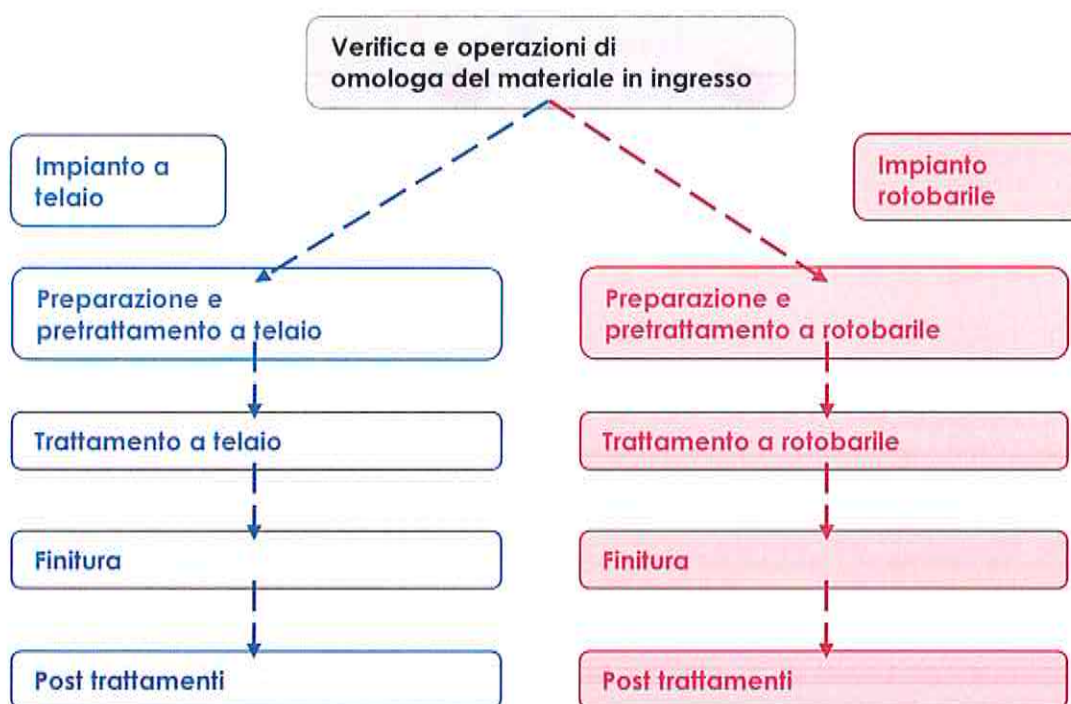 Verifica e operazioni di
omologa del materiale in ingresso
Impianto a
telaio
Impianto
rotobarile
Preparazione e
pretrattamento a telaio
Preparazione e
pretrattamento a rotobarile
Trattamento a telaio
Trattamento a rotobarile
Finitura
Finitura
Post trattamenti
Post trattamenti